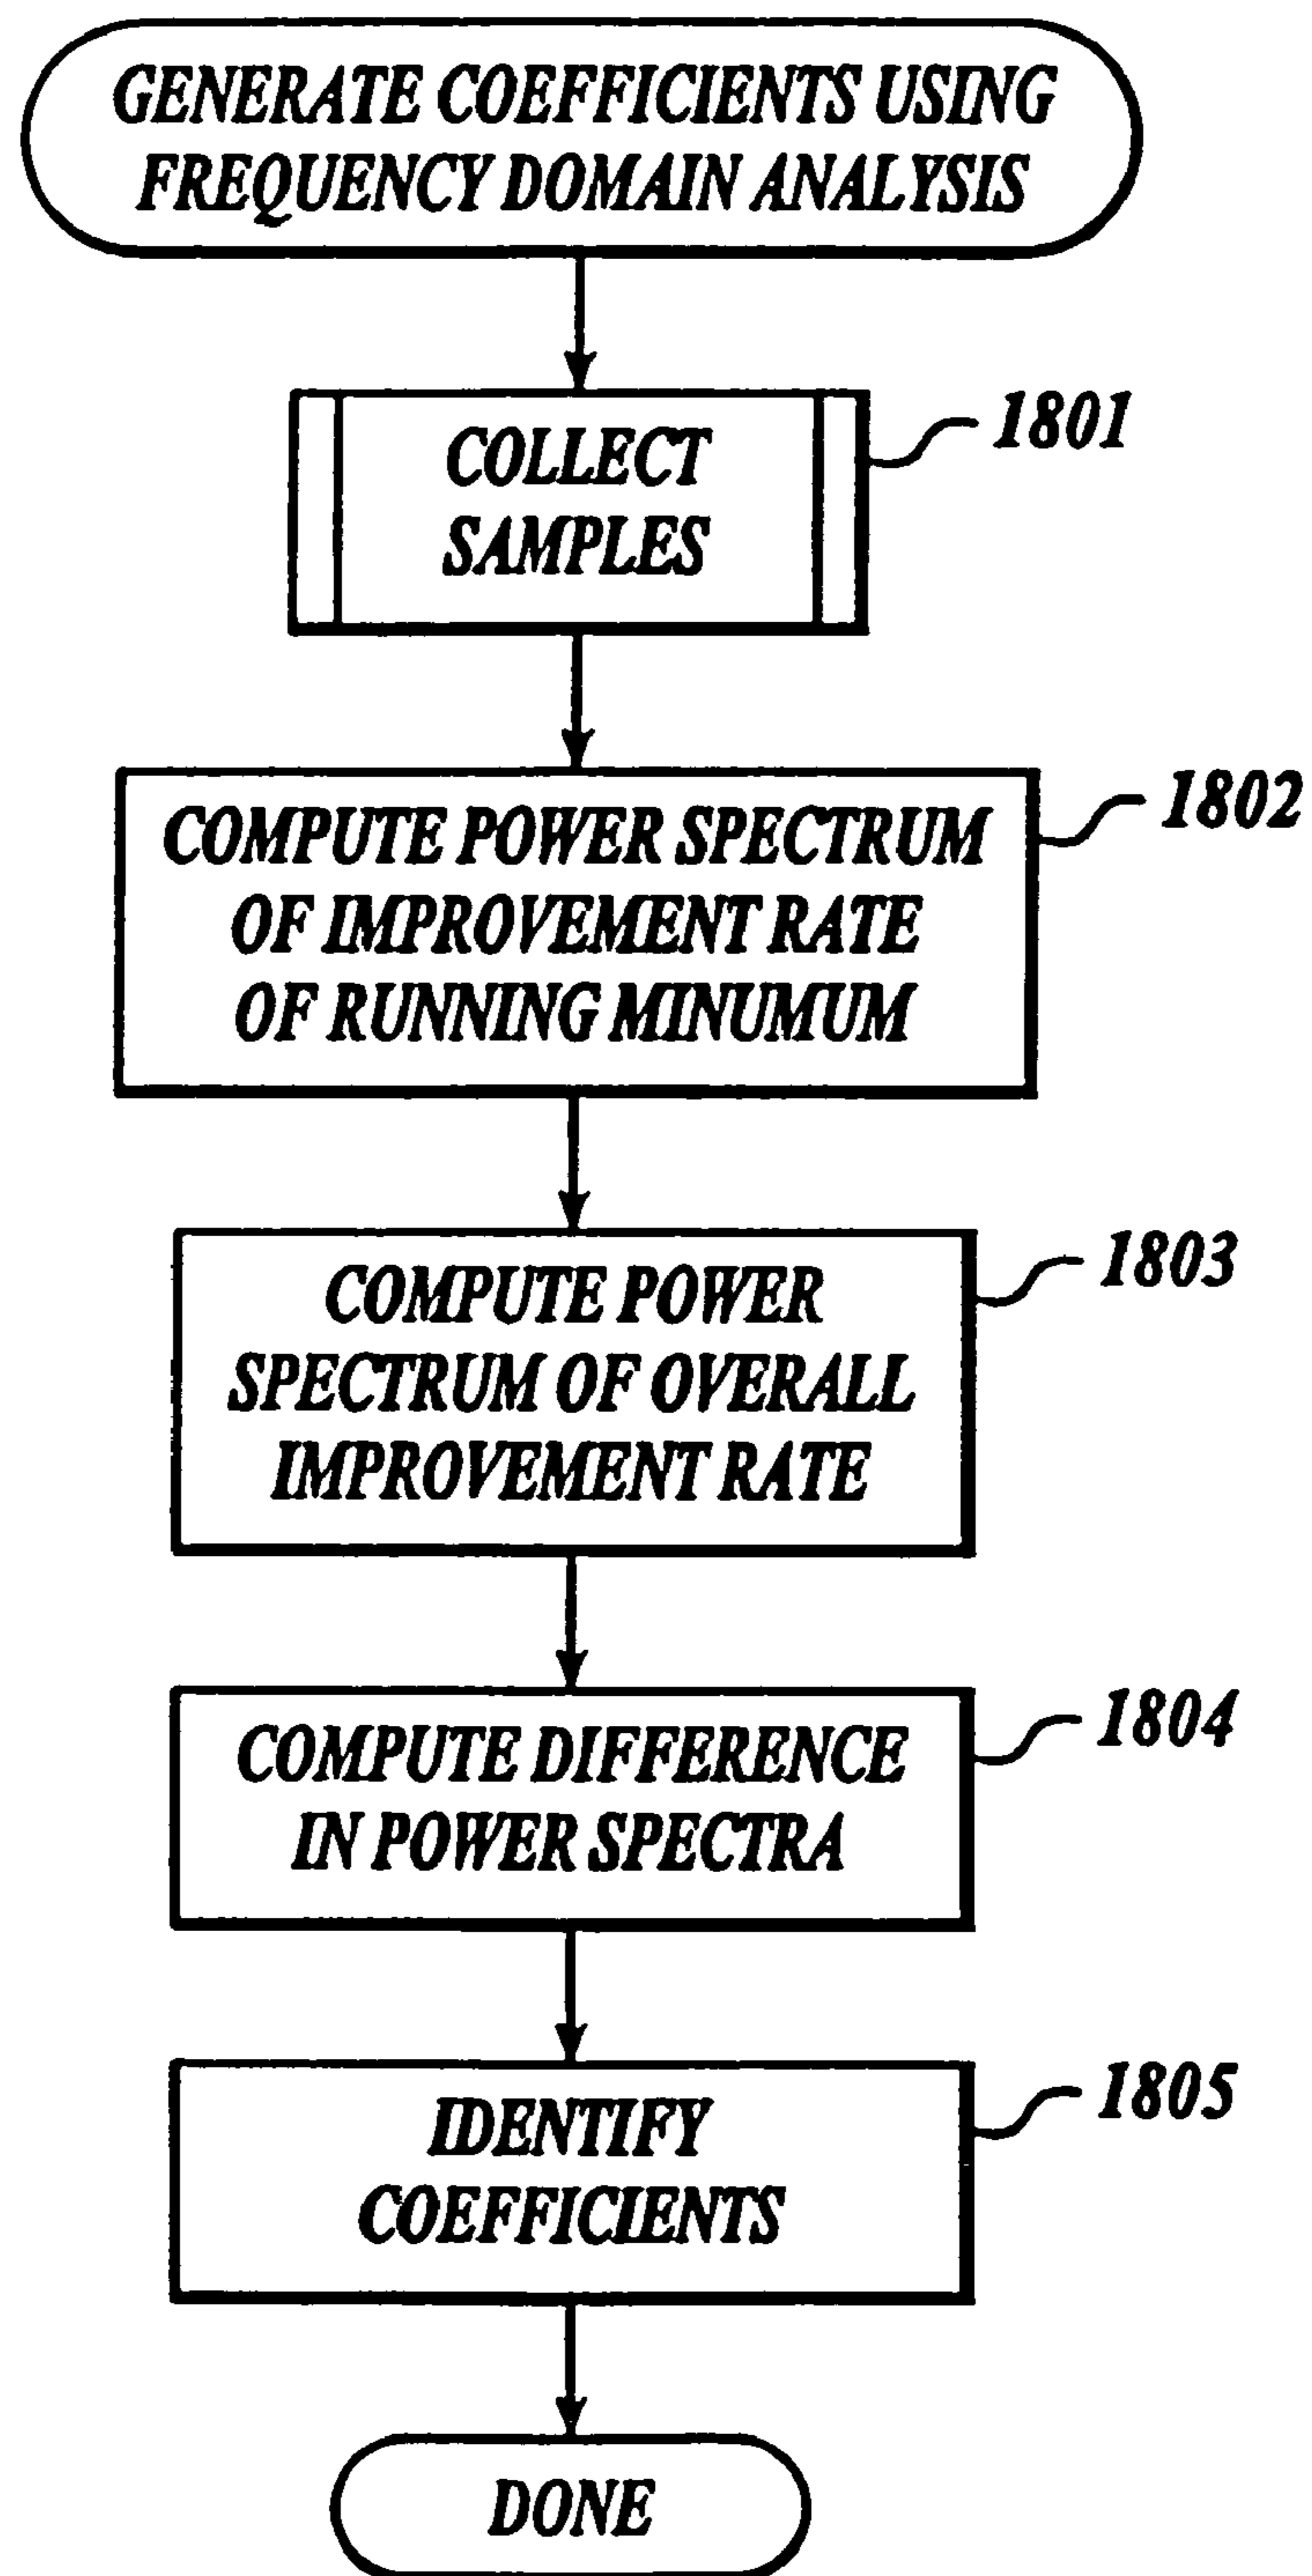 GENERATE COEFFICIENTS USING
FREQUENCY DOMAIN ANALYSIS
COLLECT
SAMPLES
1801
COMPUTE POWER SPECTRUM
OF IMPROVEMENT RATE
OF RUNNING MINUMUM
1802
COMPUTE POWER
SPECTRUM OF OVERALL
IMPROVEMENT RATE
1803
COMPUTE DIFFERENCE
IN POWER SPECTRA
1804
IDENTIFY
COEFFICIENTS
1805
DONE